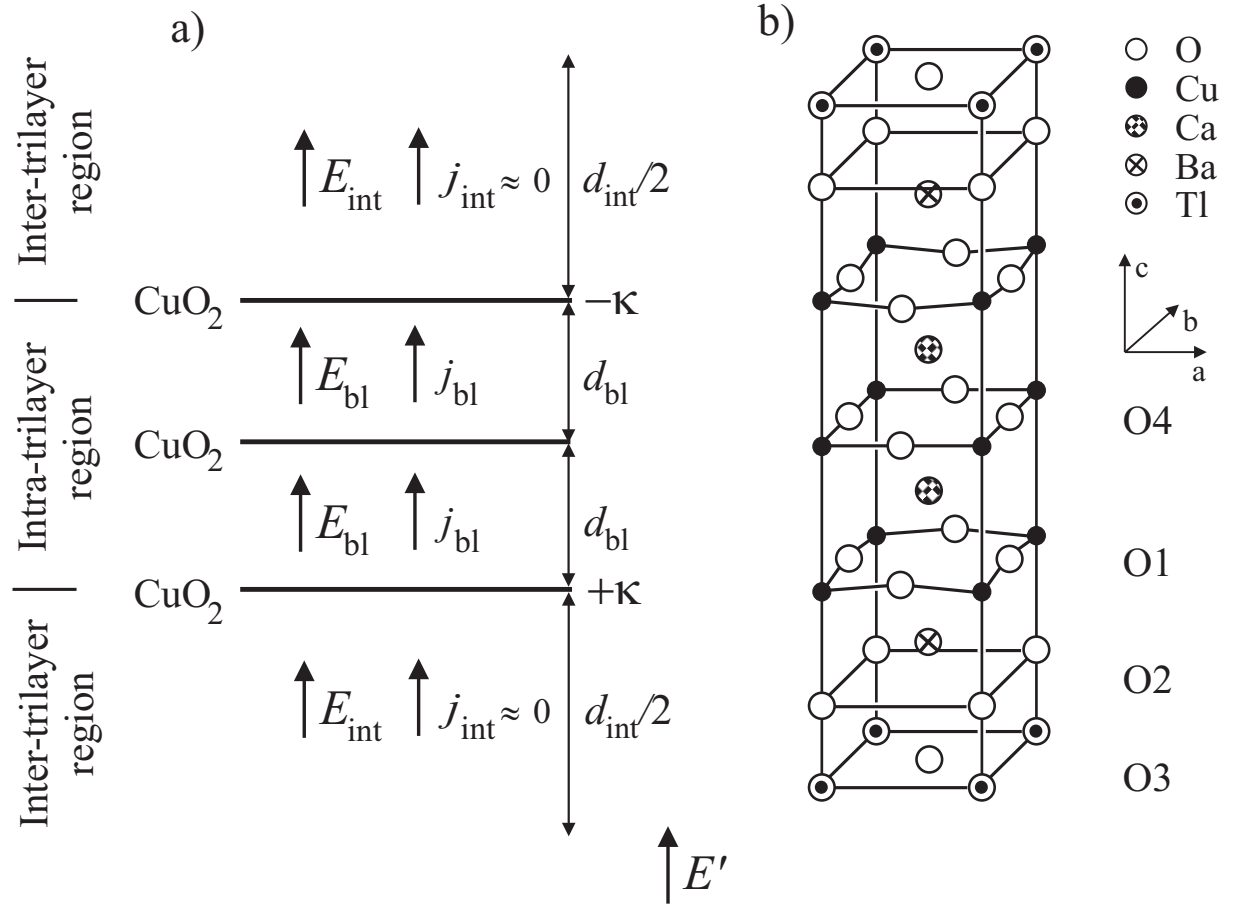 a)
Inter-trilayer
region
E_int
j_int ≈ 0
d_int/2
CuO₂
−κ
Intra-trilayer
region
E_bl
j_bl
d_bl
CuO₂
E_bl
j_bl
d_bl
CuO₂
+κ
Inter-trilayer
region
E_int
j_int ≈ 0
d_int/2
E′
b)
O
Cu
Ca
Ba
Tl
c
b
a
O4
O1
O2
O3